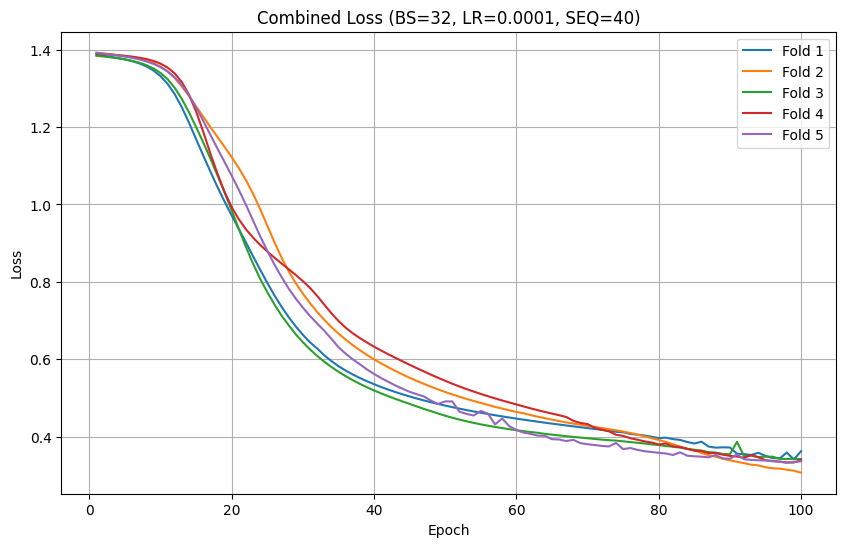 Combined Loss (BS=32, LR=0.0001, SEQ=40)
Loss
1.4
1.2
1.0
0.8
0.6
0.4
Fold 1
Fold 2
Fold 3
Fold 4
Fold 5
0 20 40 60 80 100
Epoch